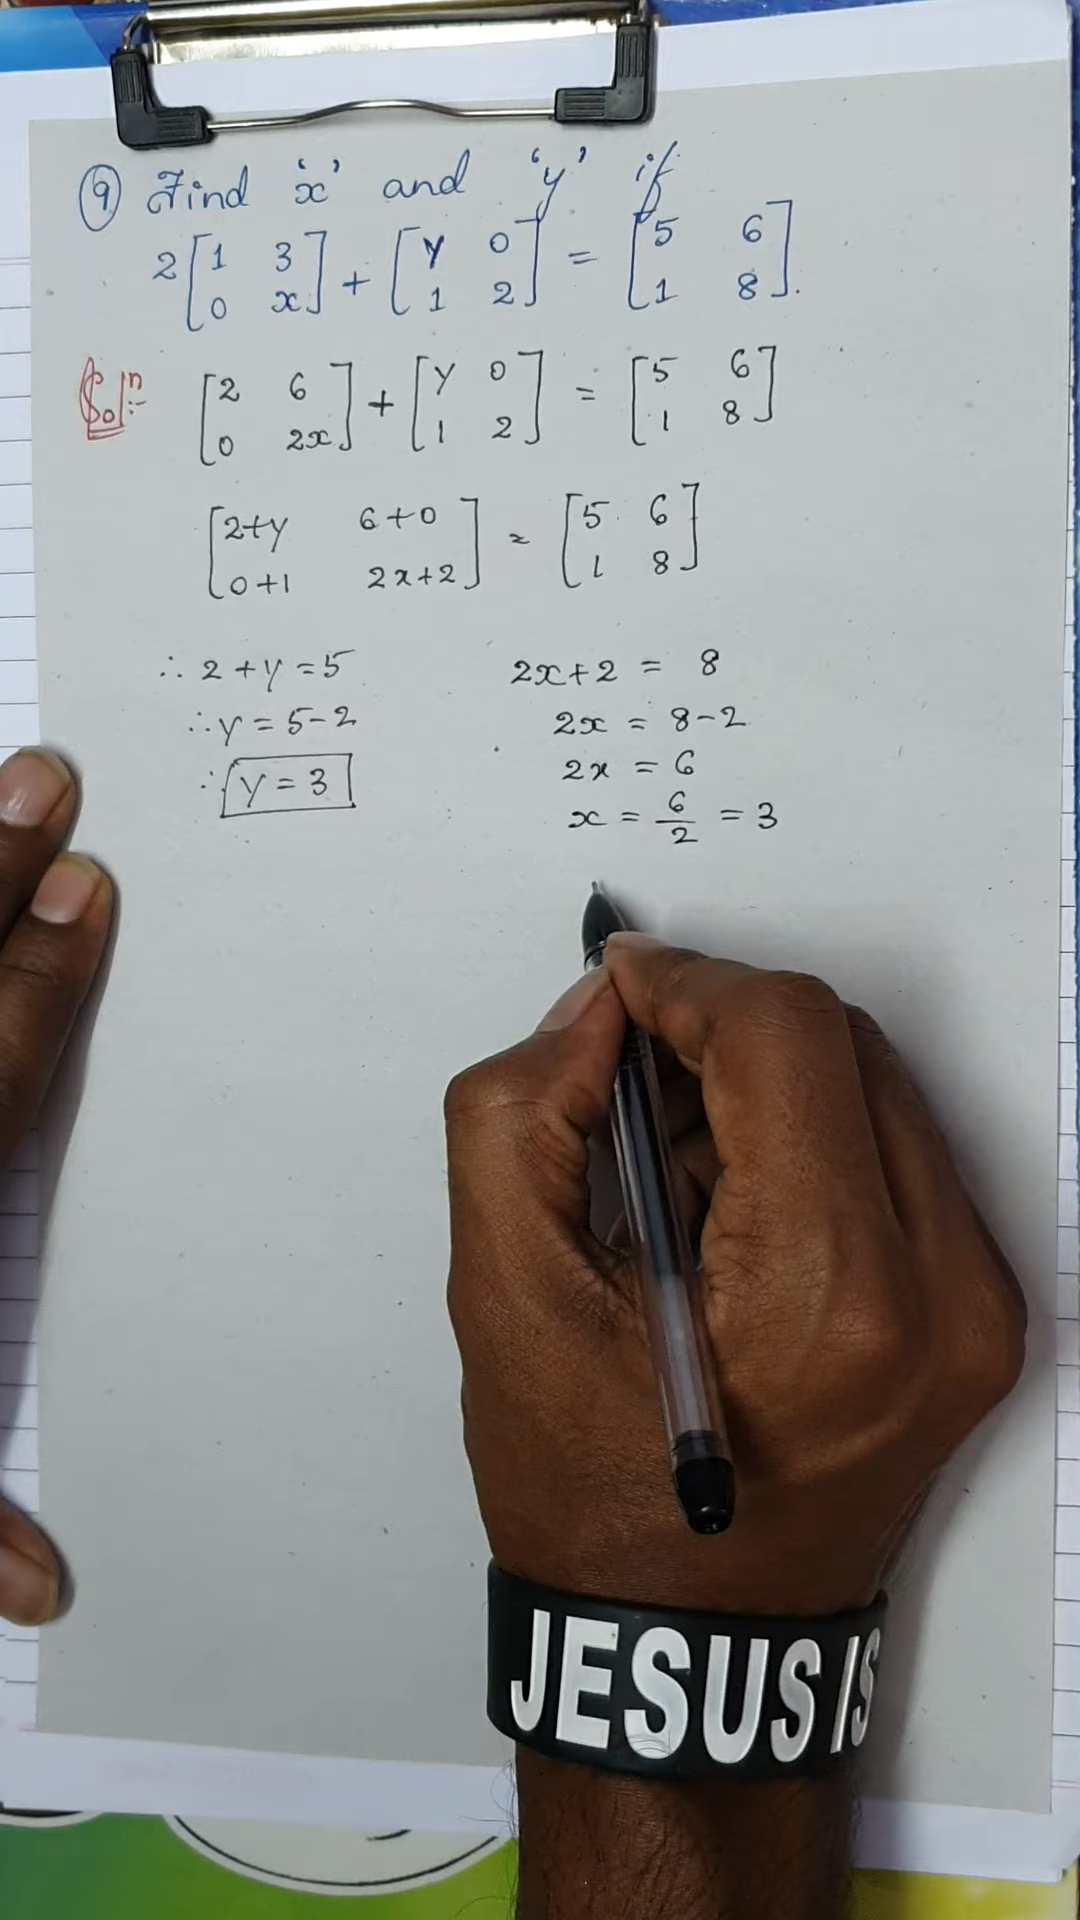 9 Find 'x' and 'y' if
2[1 3 0 x] + [y 0 1 2] = [5 6 1 8].
Solⁿ:- [2 6 0 2x] + [y 0 1 2] = [5 6 1 8]
[2+y 6+0 0+1 2x+2] = [5 6 1 8]
∴ 2+y=5
∴ y = 5-2
∴ y = 3
2x+2 = 8
2x = 8-2
2x = 6
x = 6/2 = 3
JESUS IS